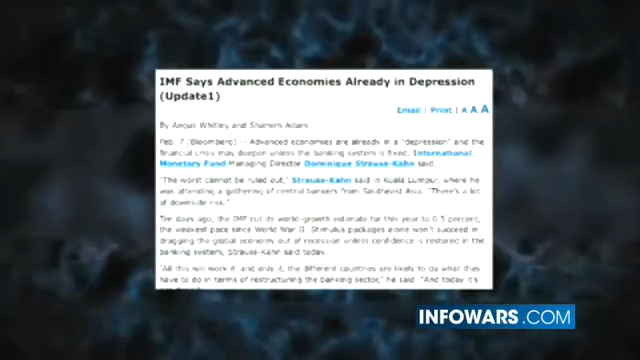 IMF Says Advanced Economies Already in Depression
(Update1)
Email | Print | A A A
By Angus Whitley and Shamim Adam
Feb. 7 (Bloomberg) -- Advanced economies are already in a "depression" and the
financial crisis may deepen unless the banking system is fixed, International
Monetary Fund Managing Director Dominique Strauss-Kahn said.
"The worst cannot be ruled out," Strauss-Kahn said in Kuala Lumpur, where he
was attending a gathering of central bankers from Southeast Asia. "There's a lot
of downside risk."
Ten days ago, the IMF cut its world-growth estimate for this year to 0.5 percent,
the weakest pace since World War II. Stimulus packages alone won't succeed in
dragging the global economy out of recession unless confidence is restored in the
banking system, Strauss-Kahn said today.
"All this will work if, and only if, the different countries are likely to do what they
have to do in terms of restructuring the banking sector," he said. "And today it's
INFOWARS.COM